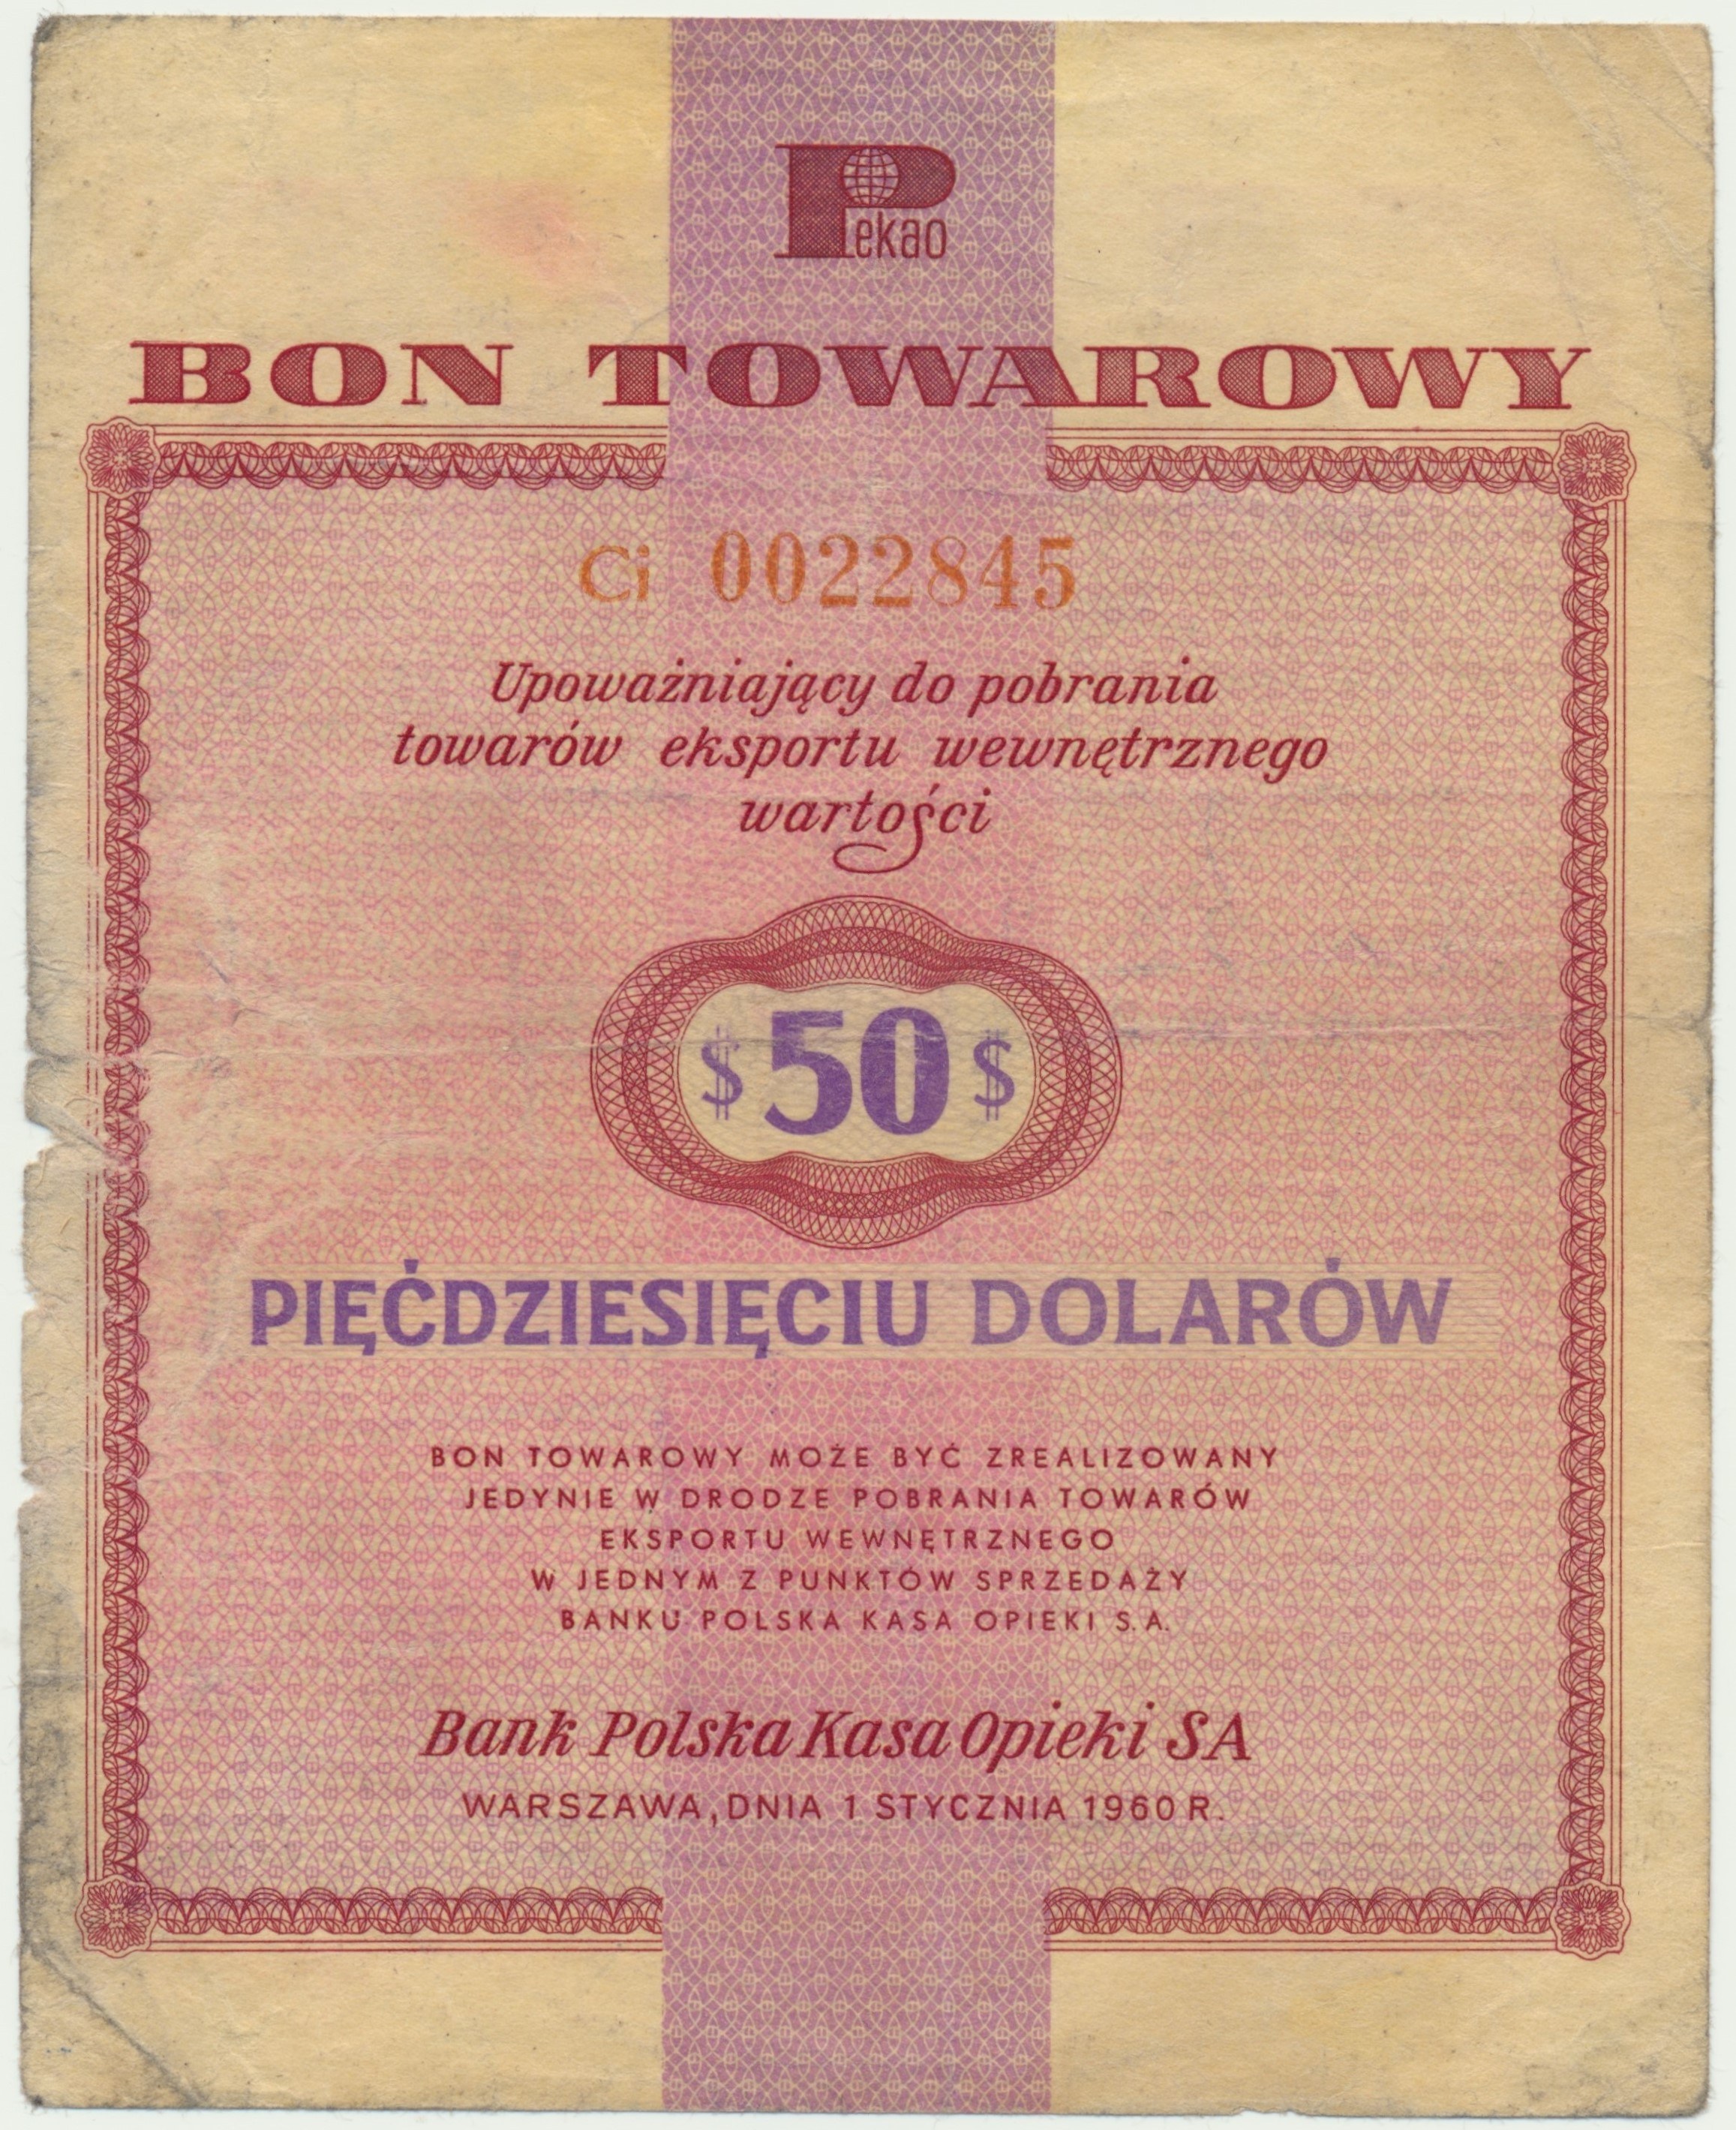 Pekao
BON TOWAROWY
Ci 0022845
Upoważniający do pobrania
towarów eksportu wewnętrznego
wartości
$ 50 $
PIĘĆDZIESIĘCIU DOLARÓW
BON TOWAROWY MOŻE BYĆ ZREALIZOWANY
JEDYNIE W DRODZE POBRANIA TOWARÓW
EKSPORTU WEWNĘTRZNEGO
W JEDNYM Z PUNKTÓW SPRZEDAŻY
BANKU POLSKA KASA OPIEKI S.A.
Bank Polska Kasa Opieki SA
WARSZAWA, DNIA 1 STYCZNIA 1960 R.